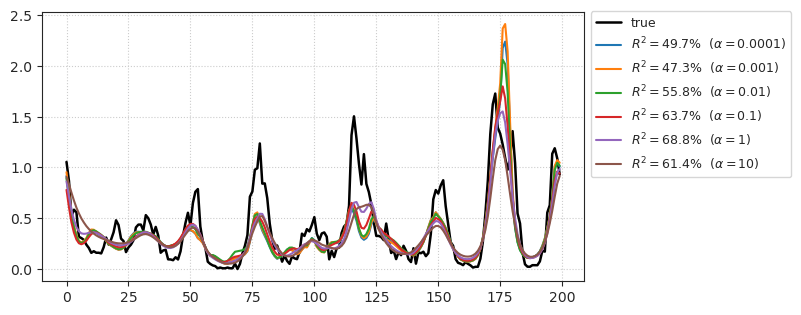 2.5
2.0
1.5
1.0
0.5
0.0
0 25 50 75 100 125 150 175 200
true
R² = 49.7% (α = 0.0001)
R² = 47.3% (α = 0.001)
R² = 55.8% (α = 0.01)
R² = 63.7% (α = 0.1)
R² = 68.8% (α = 1)
R² = 61.4% (α = 10)